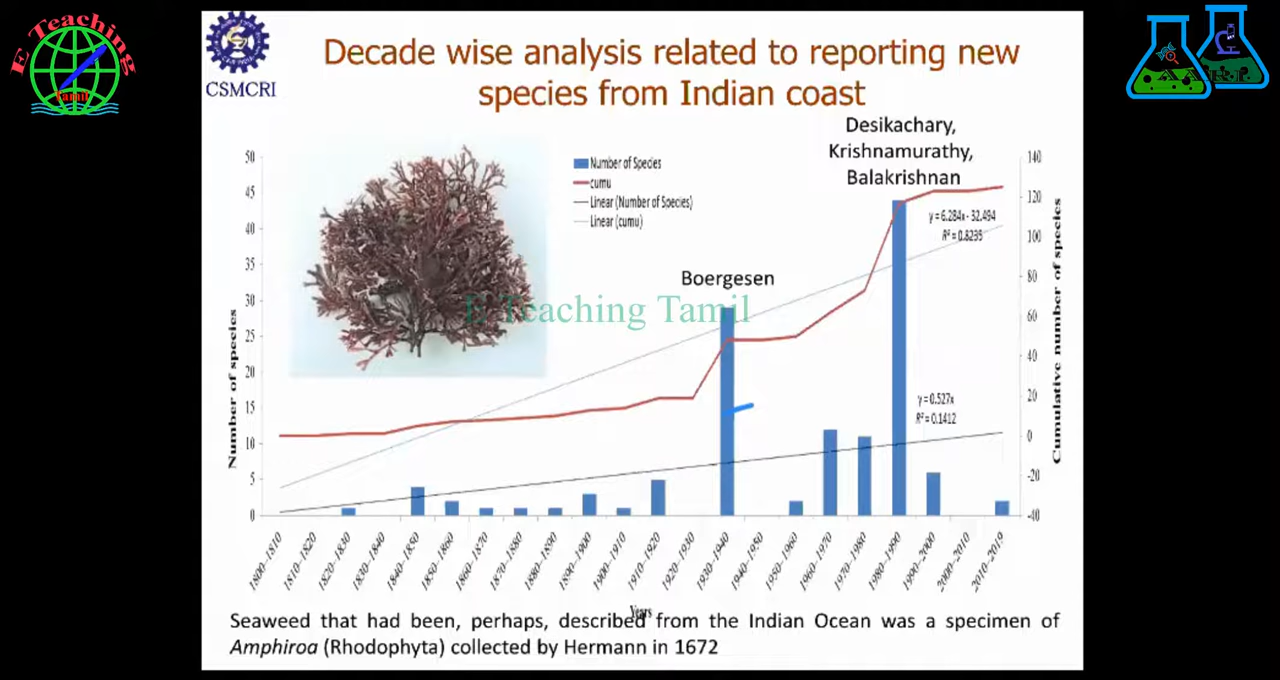 E Teaching
Tamil
CSMCRI
Decade wise analysis related to reporting new
species from Indian coast
Desikachary,
Krishnamurathy,
Balakrishnan
Number of Species
cumu
Linear (Number of Species)
Linear (cumu)
y = 6.284x - 32.494
R² = 0.8235
Boergesen
E Teaching Tamil
y = 0.527x
R² = 0.1412
Number of species
50
45
40
35
30
25
20
15
10
5
0
Cumulative number of species
140
120
100
80
60
40
20
0
-20
-40
1800–1810
1810–1820
1820–1830
1830–1840
1840–1850
1850–1860
1860–1870
1870–1880
1880–1890
1890–1900
1900–1910
1910–1920
1920–1930
1930–1940
1940–1950
1950–1960
1960–1970
1970–1980
1980–1990
1990–2000
2000–2010
2010–2019
Years
Seaweed that had been, perhaps, described from the Indian Ocean was a specimen of
Amphiroa (Rhodophyta) collected by Hermann in 1672